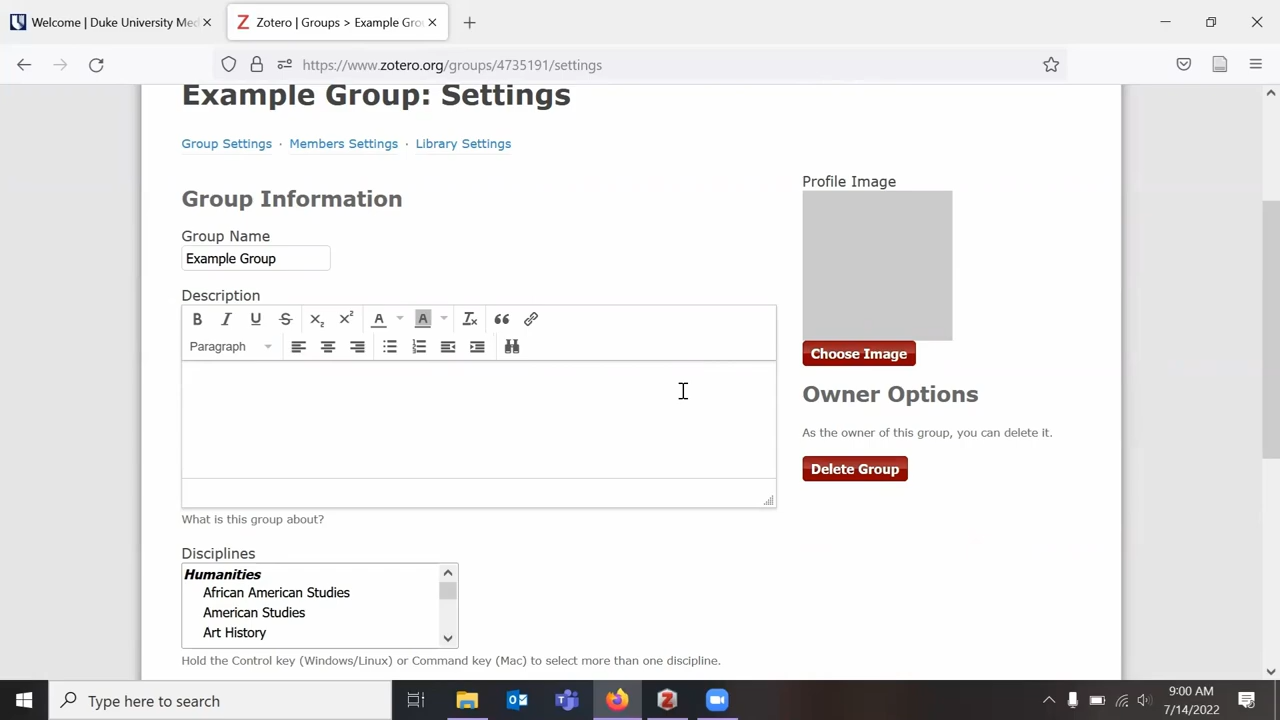 Welcome | Duke University Med
Zotero | Groups > Example Grou
https://www.zotero.org/groups/4735191/settings
Example Group: Settings
Group Settings · Members Settings · Library Settings
Group Information
Group Name
Example Group
Description
Paragraph
What is this group about?
Disciplines
Humanities
African American Studies
American Studies
Art History
Hold the Control key (Windows/Linux) or Command key (Mac) to select more than one discipline.
Profile Image
Choose Image
Owner Options
As the owner of this group, you can delete it.
Delete Group
Type here to search
9:00 AM
7/14/2022